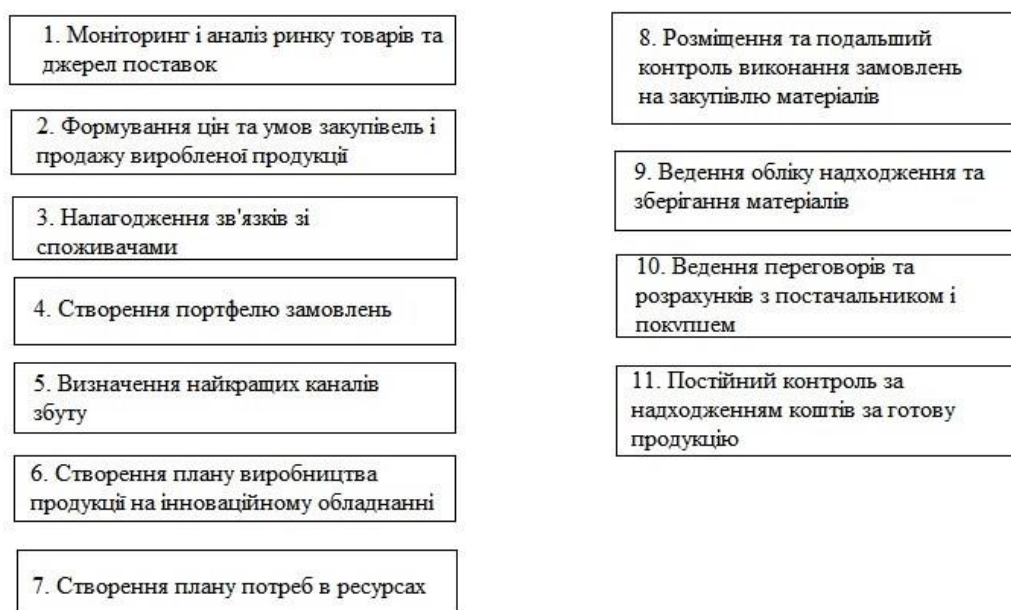 1. Моніторинг і аналіз ринку товарів та
джерел поставок
2. Формування цін та умов закупівель і
продажу виробленої продукції
3. Налагодження зв'язків зі
споживачами
4. Створення портфелю замовлень
5. Визначення найкращих каналів
збуту
6. Створення плану виробництва
продукції на інноваційному обладнанні
7. Створення плану потреб в ресурсах
8. Розміщення та подальший
контроль виконання замовлень
на закупівлю матеріалів
9. Ведення обліку надходження та
зберігання матеріалів
10. Ведення переговорів та
розрахунків з постачальником і
покупцем
11. Постійний контроль за
надходженням коштів за готову
продукцію